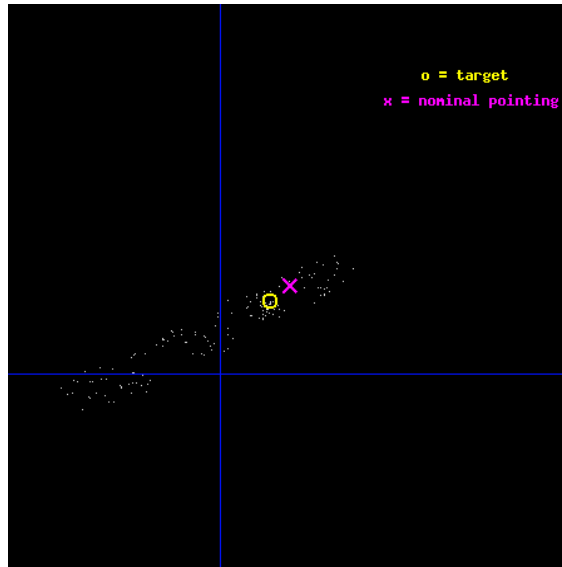 o = target
x = nominal pointing